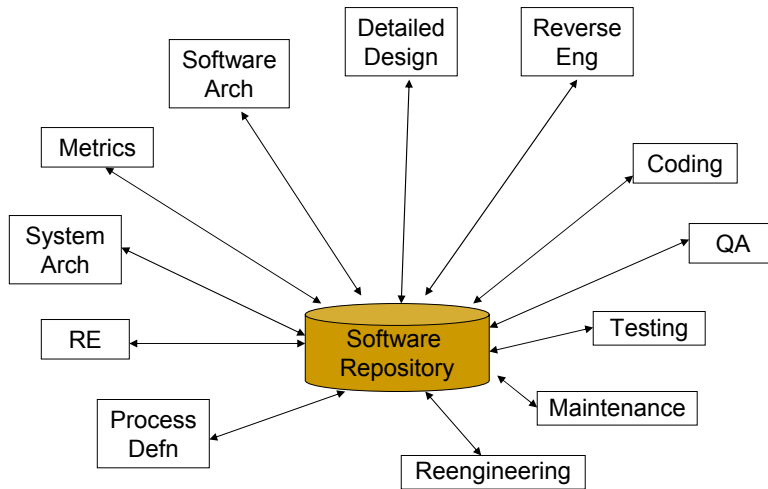 Detailed
Design
Reverse
Eng
Software
Arch
Metrics
Coding
System
Arch
QA
RE
Software
Repository
Testing
Process
Defn
Maintenance
Reengineering